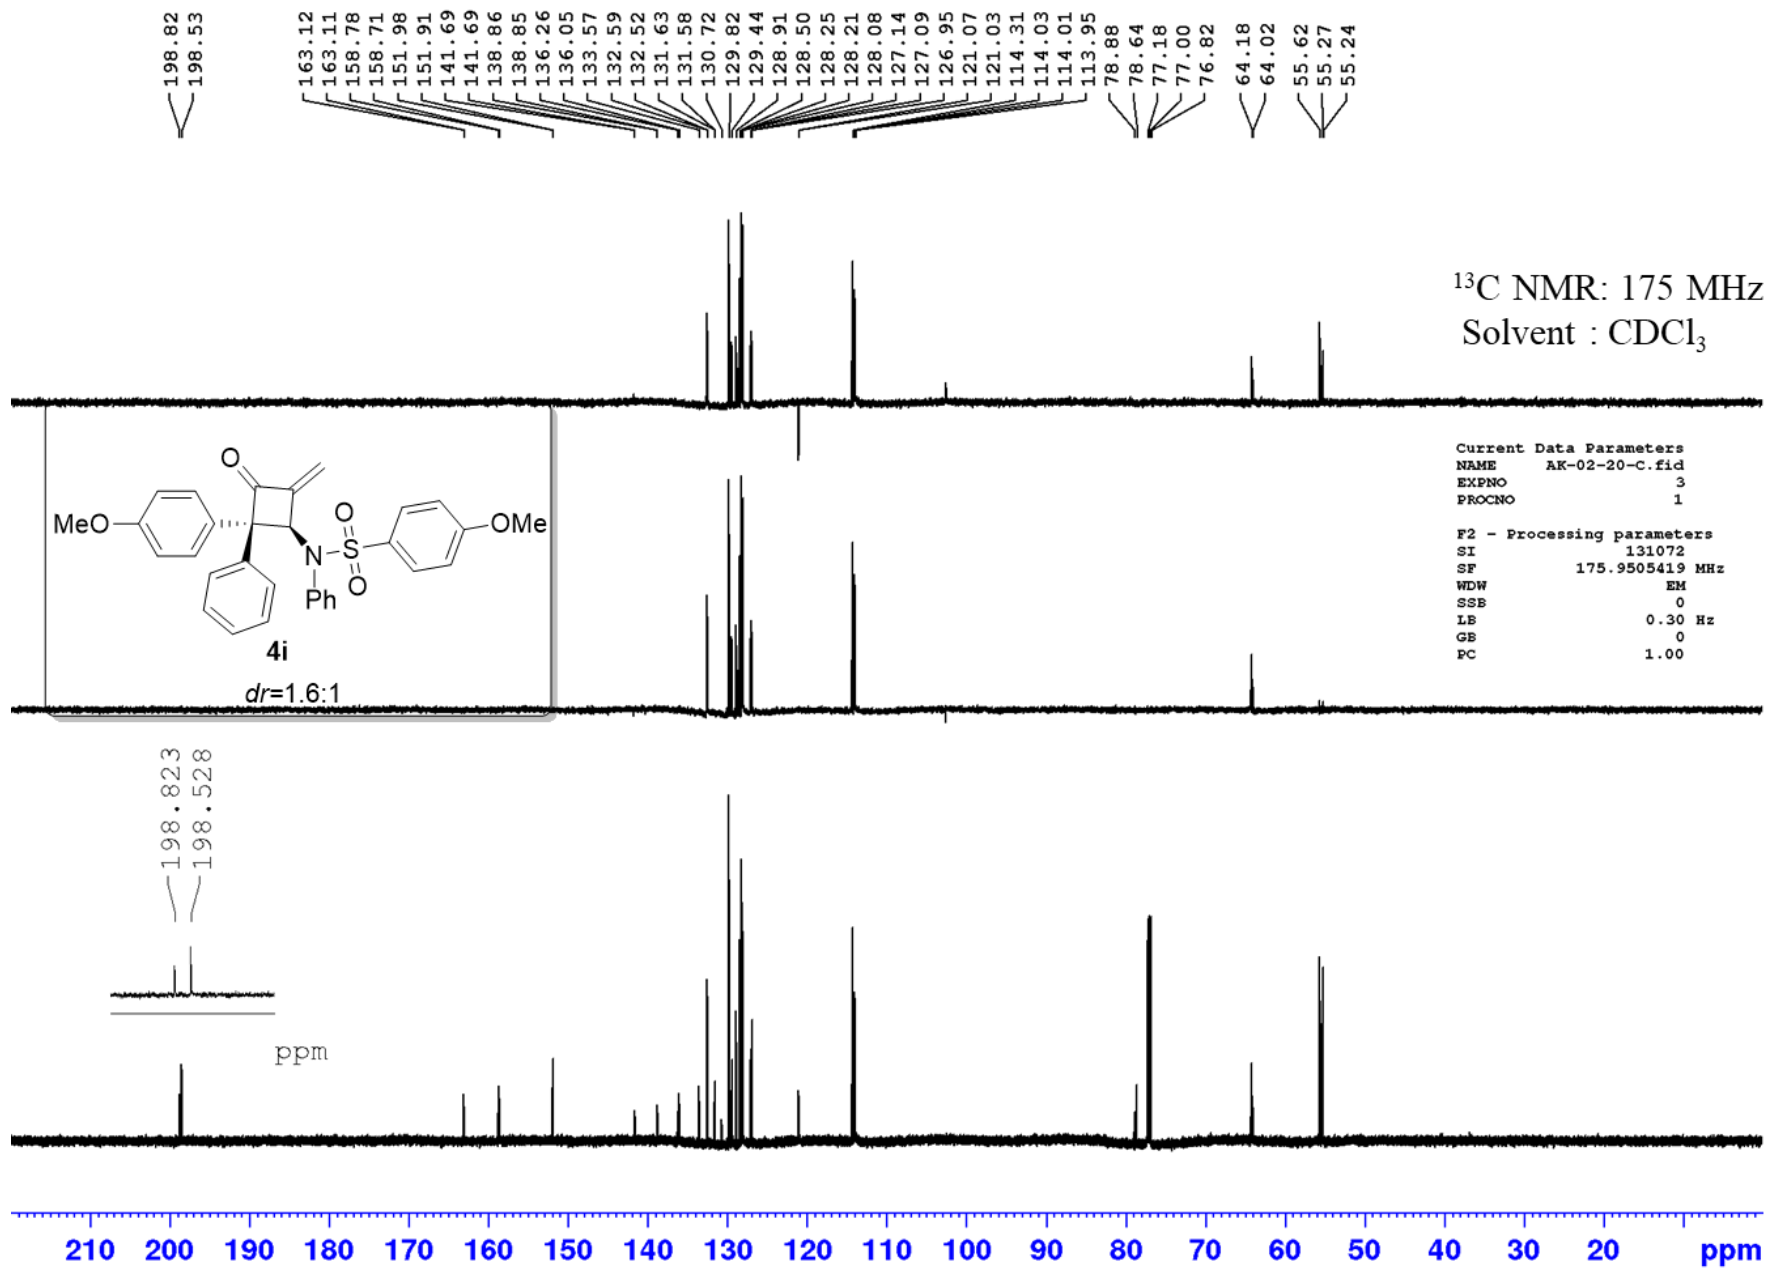 198.82
198.53
163.12
163.11
158.78
158.71
151.98
151.91
141.69
141.69
138.86
138.85
136.26
136.05
133.57
132.59
132.52
131.63
131.58
130.72
129.82
129.44
128.91
128.50
128.25
128.21
128.08
127.14
127.09
126.95
121.07
121.03
114.31
114.03
114.01
113.95
78.88
78.64
77.18
77.00
76.82
64.18
64.02
55.62
55.27
55.24
¹³C NMR: 175 MHz
Solvent : CDCl₃
Current Data Parameters
NAME AK-02-20-C.fid
EXPNO 3
PROCNO 1
F2 - Processing parameters
SI 131072
SF 175.9505419 MHz
WDW EM
SSB 0
LB 0.30 Hz
GB 0
PC 1.00
O
MeO
O
S
OMe
N
O
Ph
4i
dr=1.6:1
198.823
198.528
ppm
210 200 190 180 170 160 150 140 130 120 110 100 90 80 70 60 50 40 30 20 ppm